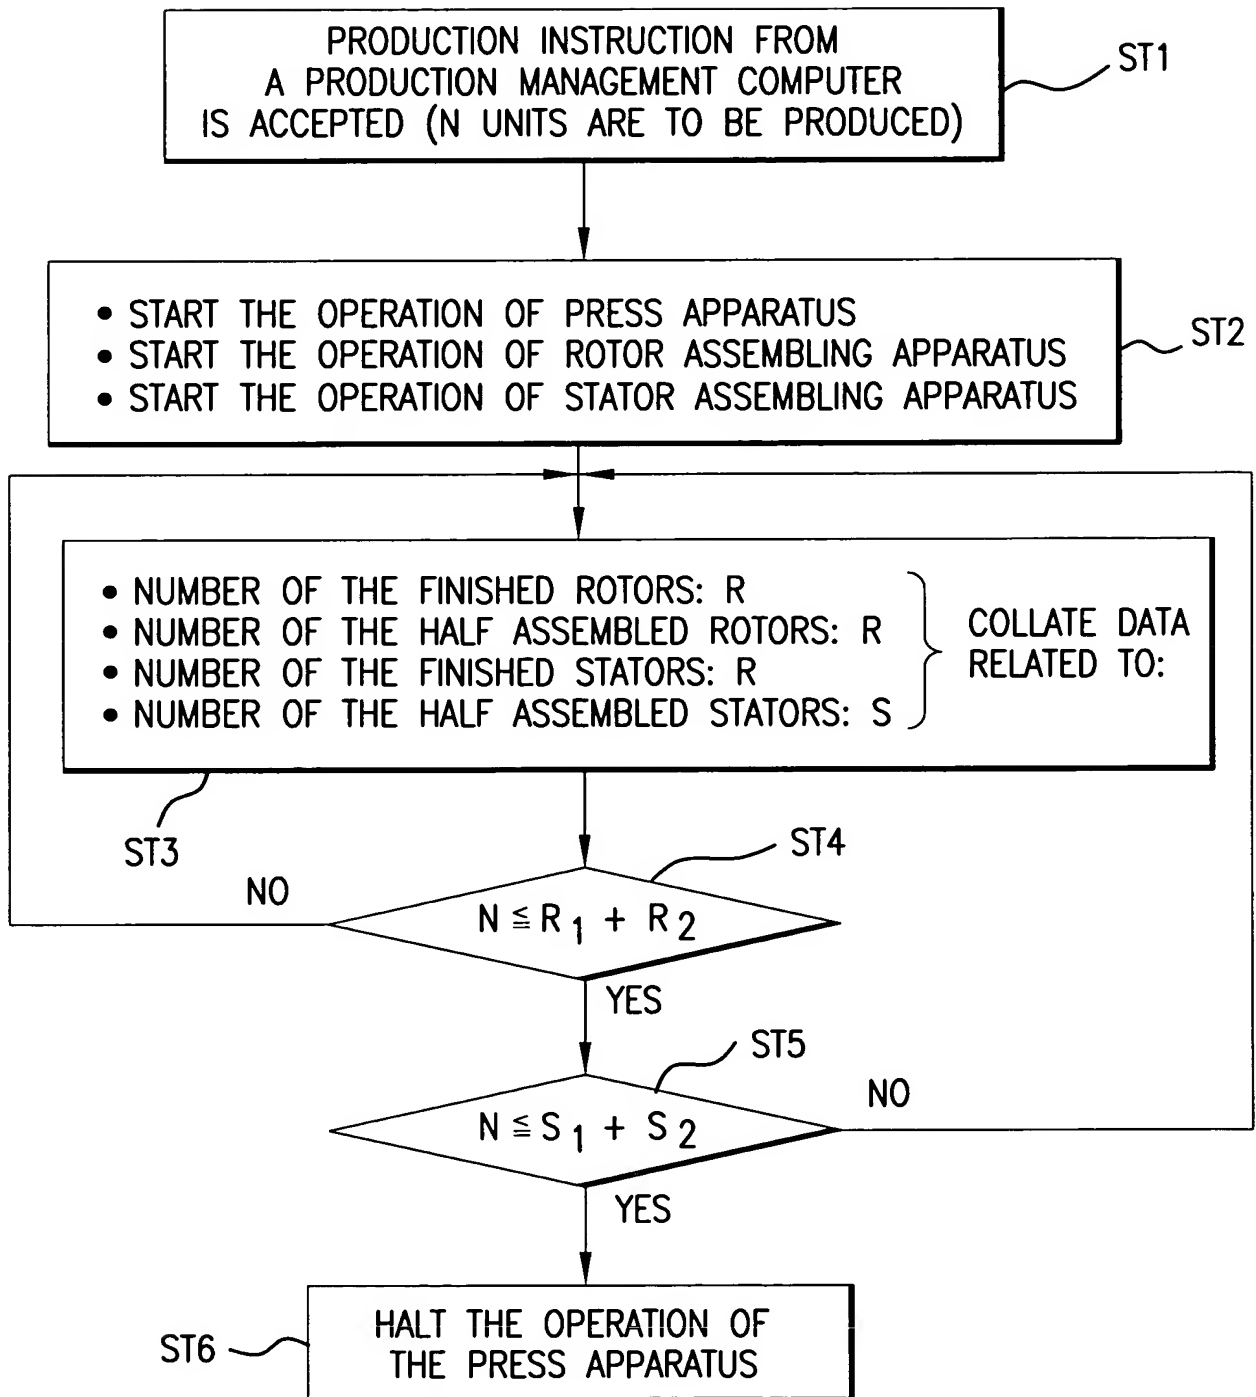 PRODUCTION INSTRUCTION FROM
A PRODUCTION MANAGEMENT COMPUTER
IS ACCEPTED (N UNITS ARE TO BE PRODUCED)
ST1
• START THE OPERATION OF PRESS APPARATUS
• START THE OPERATION OF ROTOR ASSEMBLING APPARATUS
• START THE OPERATION OF STATOR ASSEMBLING APPARATUS
ST2
• NUMBER OF THE FINISHED ROTORS: R
• NUMBER OF THE HALF ASSEMBLED ROTORS: R
• NUMBER OF THE FINISHED STATORS: R
• NUMBER OF THE HALF ASSEMBLED STATORS: S
COLLATE DATA
RELATED TO:
ST3
ST4
NO
N ≦ R1 + R2
YES
ST5
N ≦ S1 + S2
NO
YES
HALT THE OPERATION OF
THE PRESS APPARATUS
ST6